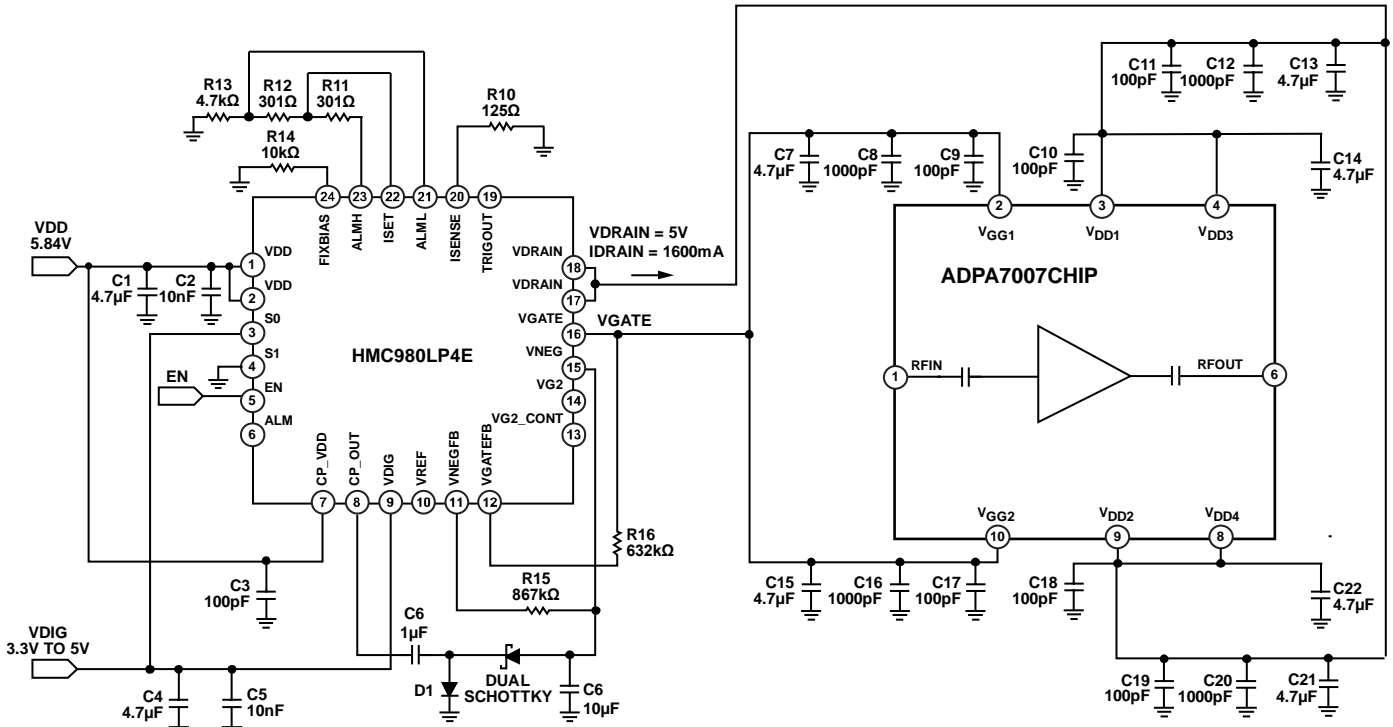 R13
4.7kΩ
R12
301Ω
R11
301Ω
R14
10kΩ
R10
125Ω
24
23
22
21
20
19
FIXBIAS
ALMH
ISET
ALML
ISENSE
TRIGOUT
VDD
5.84V
C1
4.7µF
C2
10nF
1
VDD
2
VDD
3
S0
4
S1
EN
5
EN
6
ALM
HMC980LP4E
VDRAIN
18
VDRAIN
17
VGATE
16
VNEG
15
VG2
14
VG2_CONT
13
VDRAIN = 5V
IDRAIN = 1600mA
VGATE
CP_VDD
CP_OUT
VDIG
VREF
VNEGFB
VGATEFB
7
8
9
10
11
12
C3
100pF
R16
632kΩ
R15
867kΩ
VDIG
3.3V TO 5V
C4
4.7µF
C5
10nF
C6
1µF
D1
DUAL
SCHOTTKY
C6
10µF
C11
100pF
C12
1000pF
C13
4.7µF
C7
4.7µF
C8
1000pF
C9
100pF
C10
100pF
C14
4.7µF
2
3
4
VGG1
VDD1
VDD3
ADPA7007CHIP
1
RFIN
RFOUT
6
VGG2
VDD2
VDD4
10
9
8
C15
4.7µF
C16
1000pF
C17
100pF
C18
100pF
C22
4.7µF
C19
100pF
C20
1000pF
C21
4.7µF